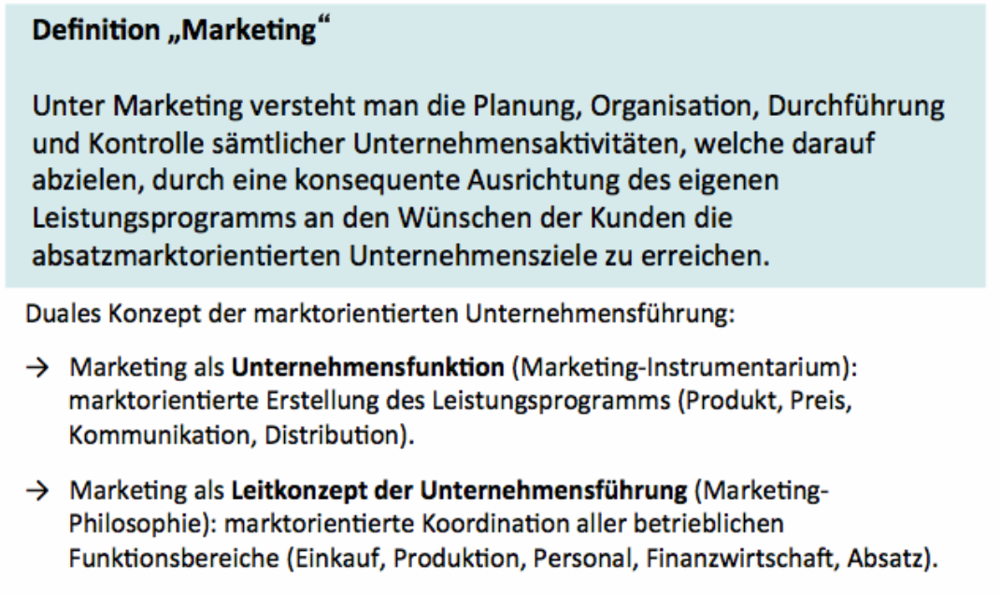 Definition „Marketing“
Unter Marketing versteht man die Planung, Organisation, Durchführung
und Kontrolle sämtlicher Unternehmensaktivitäten, welche darauf
abzielen, durch eine konsequente Ausrichtung des eigenen
Leistungsprogramms an den Wünschen der Kunden die
absatzmarktorientierten Unternehmensziele zu erreichen.
Duales Konzept der marktorientierten Unternehmensführung:
→ Marketing als Unternehmensfunktion (Marketing-Instrumentarium):
marktorientierte Erstellung des Leistungsprogramms (Produkt, Preis,
Kommunikation, Distribution).
→ Marketing als Leitkonzept der Unternehmensführung (Marketing-
Philosophie): marktorientierte Koordination aller betrieblichen
Funktionsbereiche (Einkauf, Produktion, Personal, Finanzwirtschaft, Absatz).